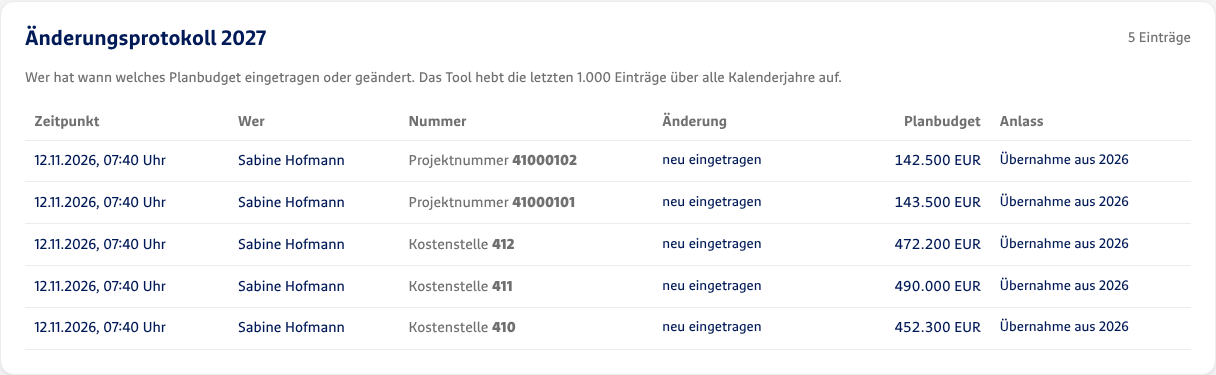 Änderungsprotokoll 2027 5 Einträge
Wer hat wann welches Planbudget eingetragen oder geändert. Das Tool hebt die letzten 1.000 Einträge über alle Kalenderjahre auf.
Zeitpunkt Wer Nummer Änderung Planbudget Anlass
12.11.2026, 07:40 Uhr Sabine Hofmann Projektnummer 41000102 neu eingetragen 142.500 EUR Übernahme aus 2026
12.11.2026, 07:40 Uhr Sabine Hofmann Projektnummer 41000101 neu eingetragen 143.500 EUR Übernahme aus 2026
12.11.2026, 07:40 Uhr Sabine Hofmann Kostenstelle 412 neu eingetragen 472.200 EUR Übernahme aus 2026
12.11.2026, 07:40 Uhr Sabine Hofmann Kostenstelle 411 neu eingetragen 490.000 EUR Übernahme aus 2026
12.11.2026, 07:40 Uhr Sabine Hofmann Kostenstelle 410 neu eingetragen 452.300 EUR Übernahme aus 2026